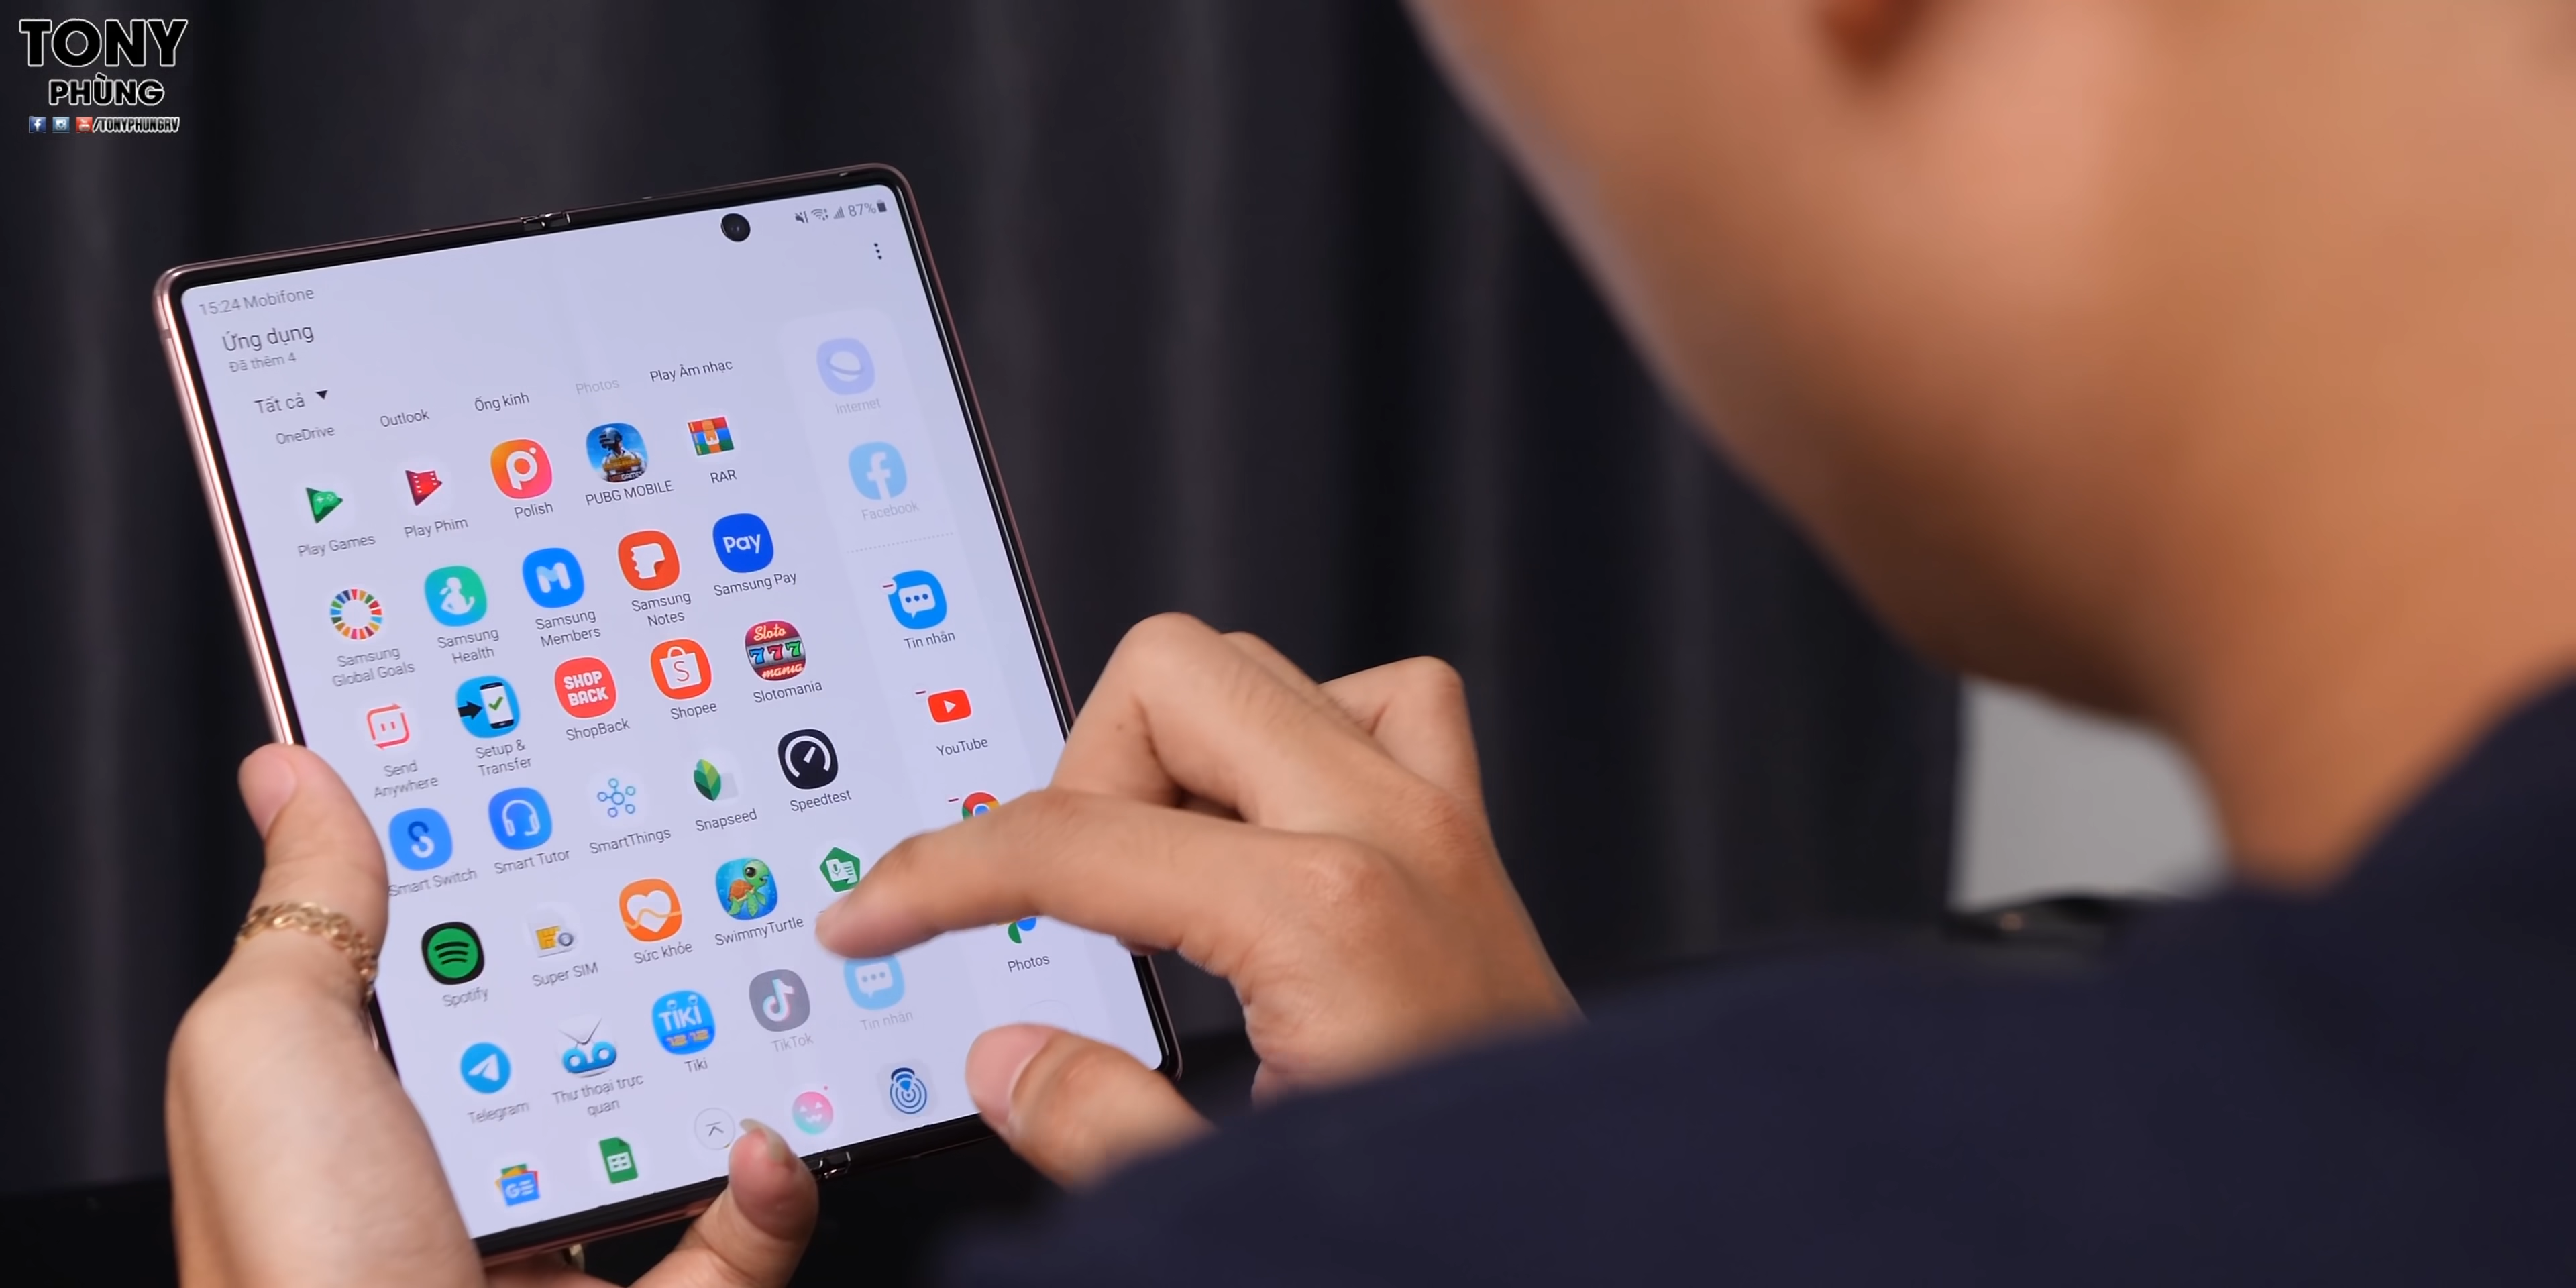 TONY
PHÙNG
/TONYPHUNGRV
15:24 Mobifone
87%
Ứng dụng
Đã thêm 4
Tất cả
OneDrive
Outlook
Ống kính
Photos
Play Âm nhạc
Internet
Play Games
Play Phim
Polish
PUBG MOBILE
RAR
Facebook
Pay
Samsung
Global Goals
Samsung
Health
Samsung
Members
Samsung
Notes
Samsung Pay
Tin nhắn
SHOP
BACK
S
Sloto
777
mania
Send
Anywhere
Setup &
Transfer
ShopBack
Shopee
Slotomania
YouTube
Smart Switch
Smart Tutor
SmartThings
Snapseed
Speedtest
Spotify
Super SIM
Sức khỏe
SwimmyTurtle
Photos
TIKI
Telegram
Thư thoại trực
quan
Tiki
TikTok
Tin nhắn
GE